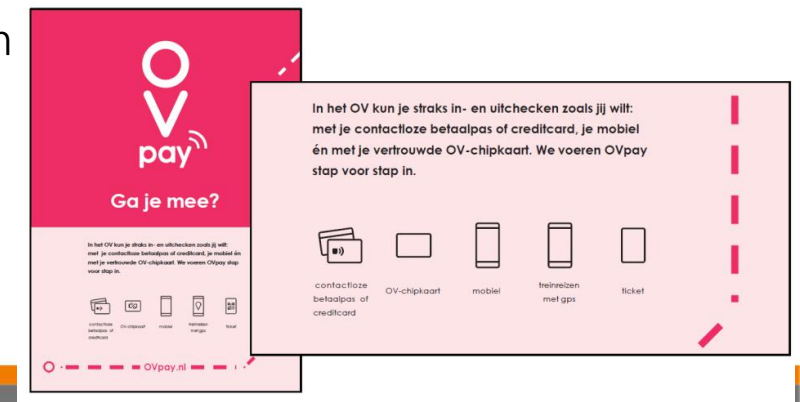 n
OV
pay
Ga je mee?
In het OV kun je straks in- en uitchecken zoals jij wilt:
met je contactloze betaalpas of creditcard, je mobiel én
met je vertrouwde OV-chipkaart. We voeren OVpay stap
voor stap in.
contactloze
betaalpas of
creditcard
OV-chipkaart
mobiel
treinreizen
met gps
ticket
OVpay.nl
In het OV kun je straks in- en uitchecken zoals jij wilt:
met je contactloze betaalpas of creditcard, je mobiel
én met je vertrouwde OV-chipkaart. We voeren OVpay
stap voor stap in.
contactloze
betaalpas of
creditcard
OV-chipkaart
mobiel
treinreizen
met gps
ticket